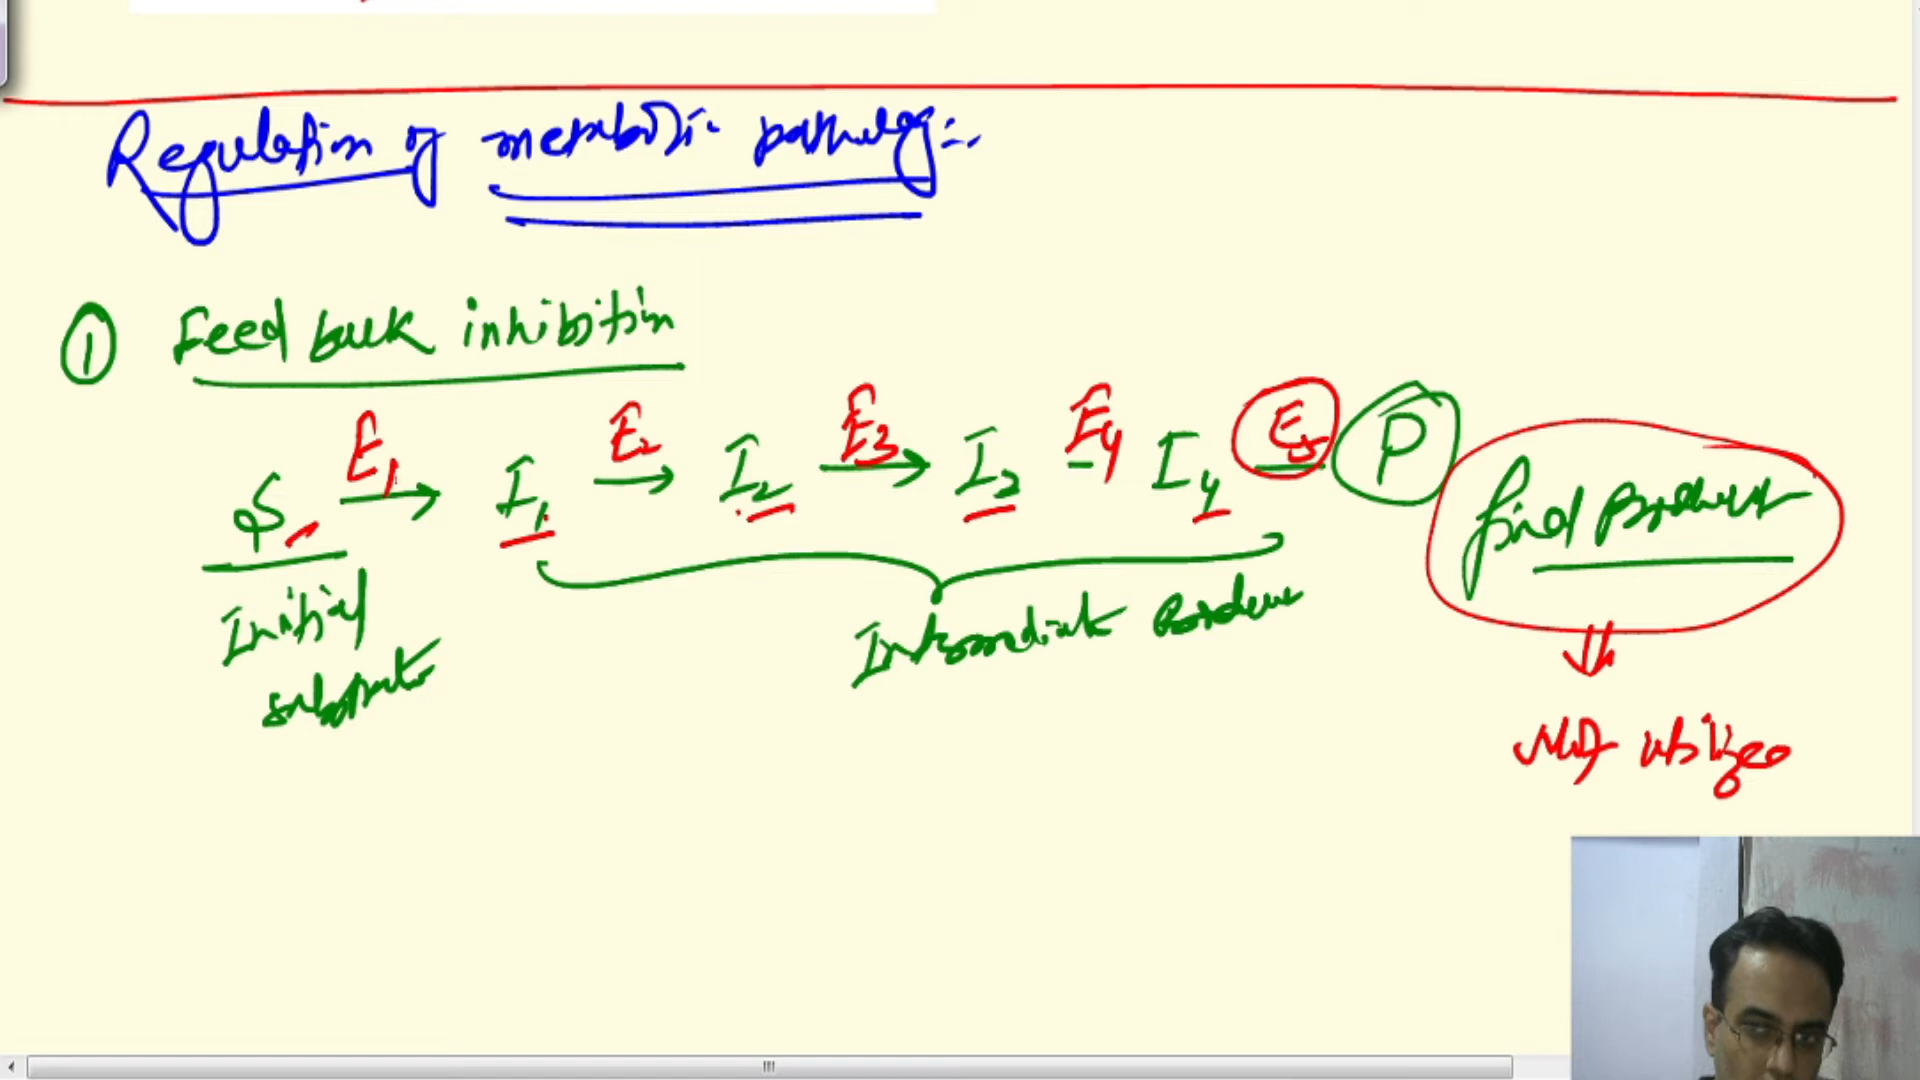 Regulation of metabolic pathway:-
① Feed back inhibition
S E1 → I1 E2 → I2 E3 → I3 E4 I4 E5 P final product
Initial substrate
Intermediate Product
Not utilized